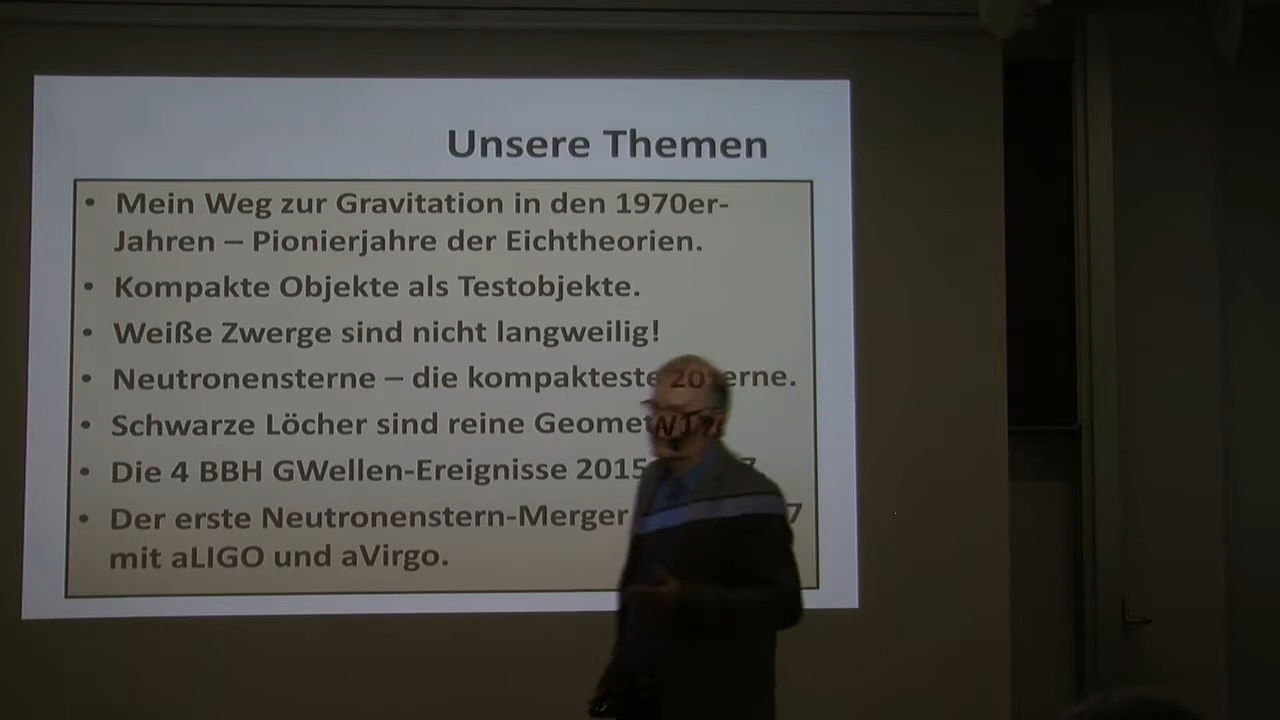 Unsere Themen
• Mein Weg zur Gravitation in den 1970er-
Jahren – Pionierjahre der Eichtheorien.
• Kompakte Objekte als Testobjekte.
• Weiße Zwerge sind nicht langweilig!
• Neutronensterne – die kompakteste
• Schwarze Löcher sind reine
• Die 4 BBH GWellen-Ereignisse 2015
• Der erste Neutronenstern-Merger
mit aLIGO und aVirgo.